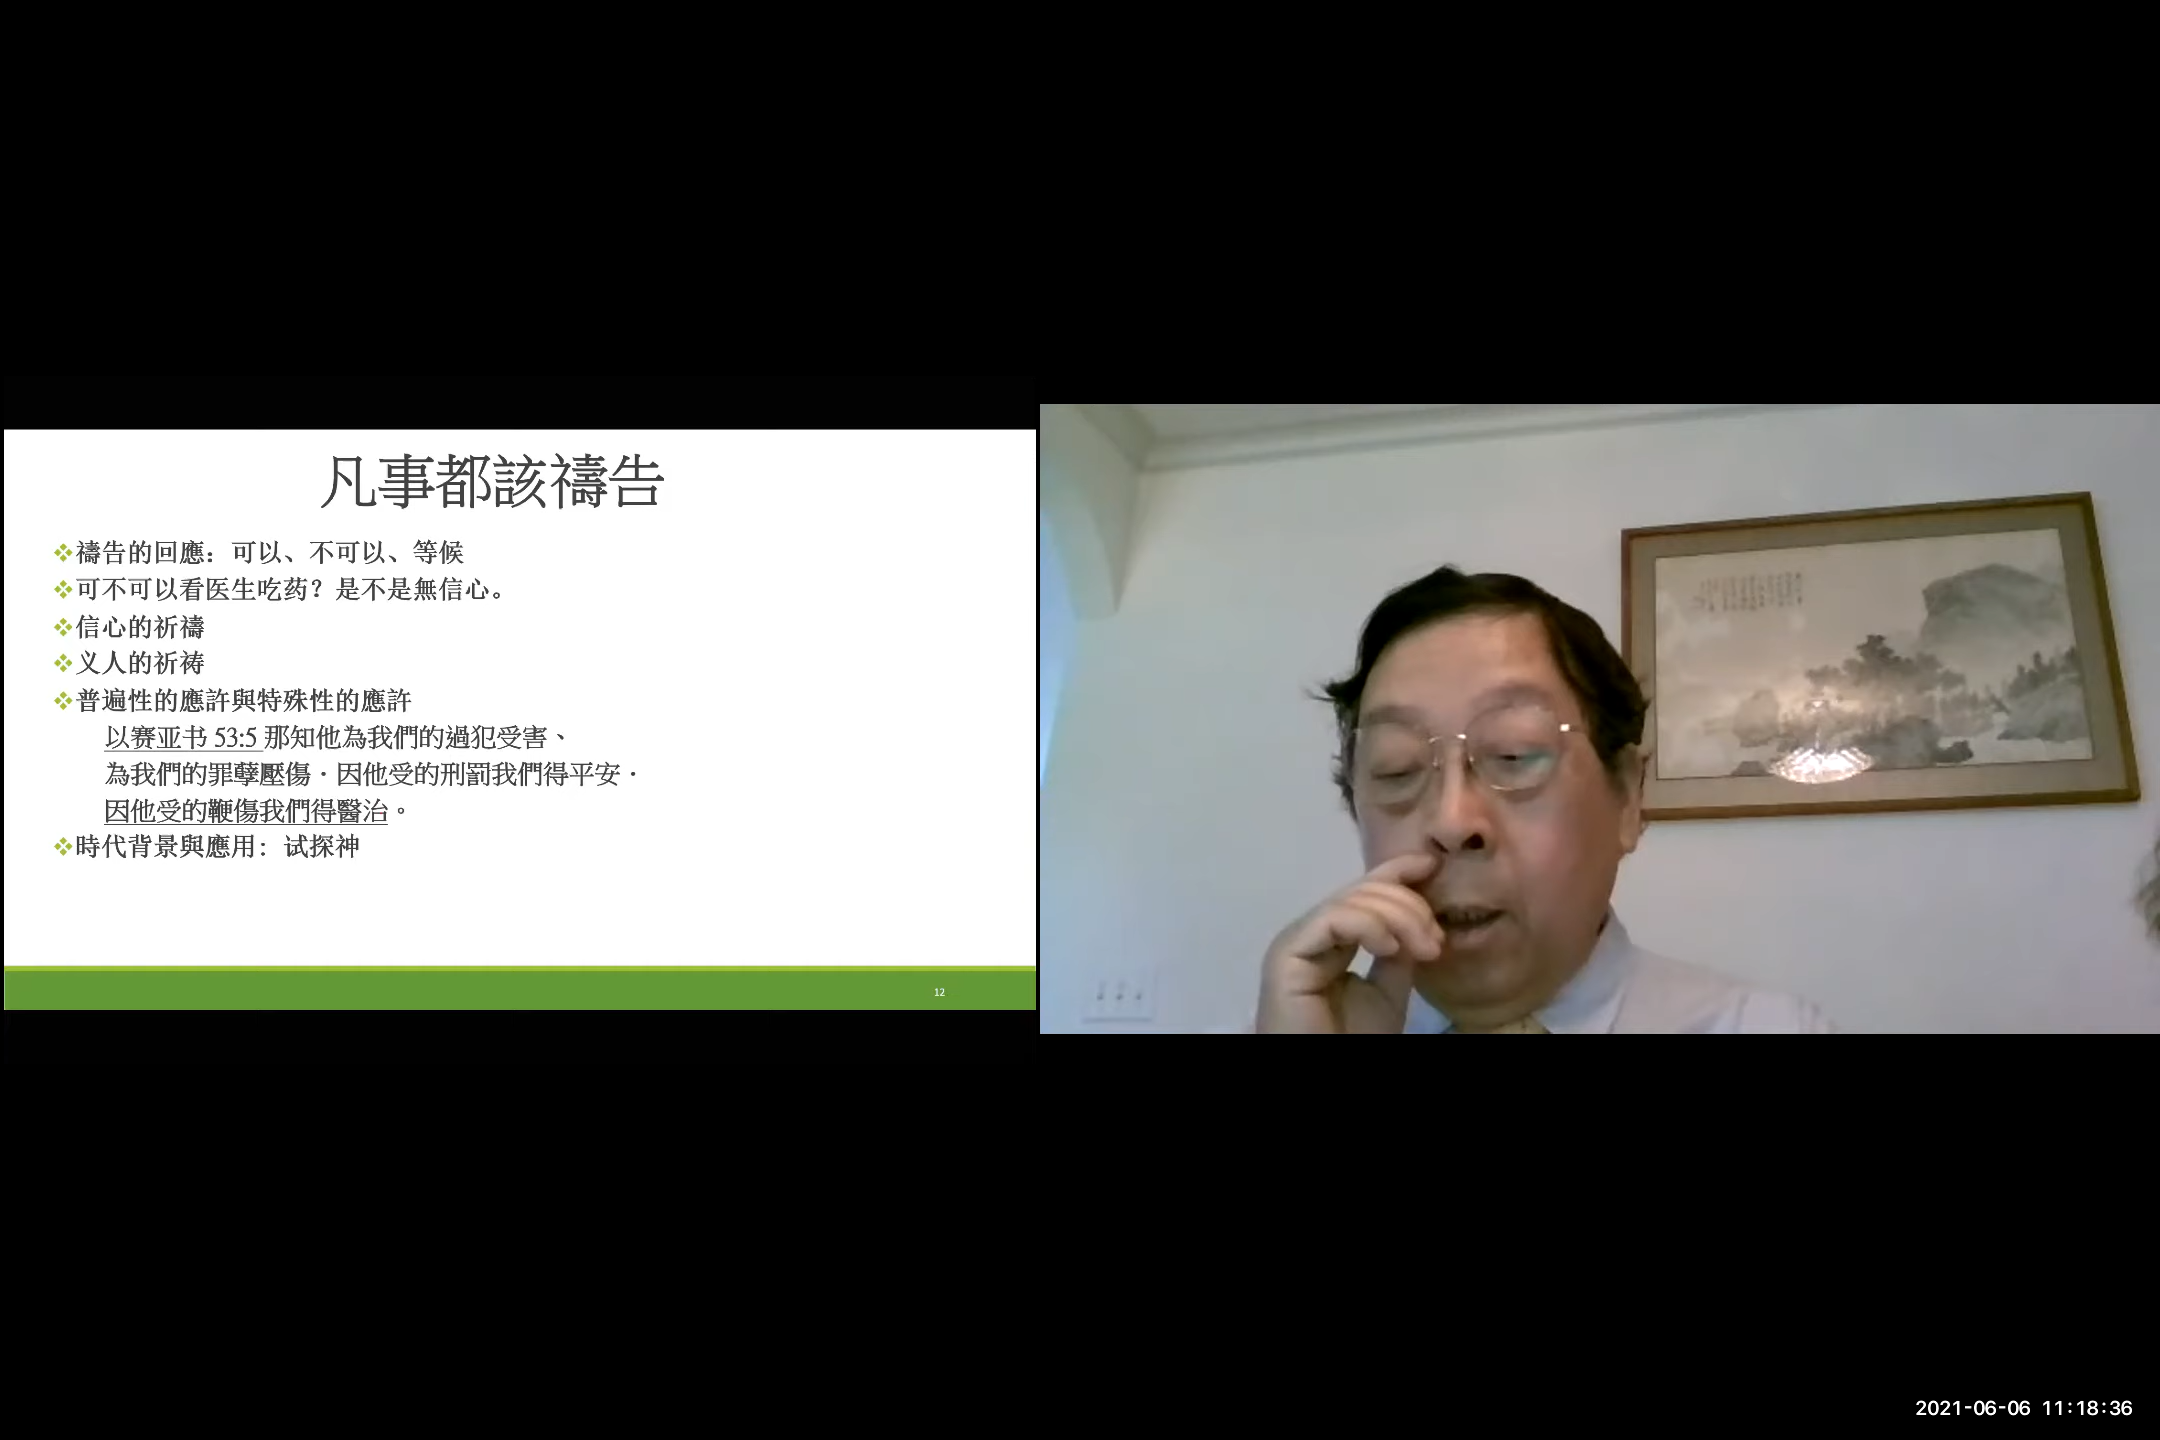 凡事都該禱告
禱告的回應：可以、不可以、等候
可不可以看医生吃药？是不是無信心。
信心的祈禱
义人的祈祷
普遍性的應許與特殊性的應許
以赛亚书 53:5 那知他為我們的過犯受害、
為我們的罪孽壓傷．因他受的刑罰我們得平安．
因他受的鞭傷我們得醫治。
時代背景與應用：试探神
12
2021-06-06 11:18:36